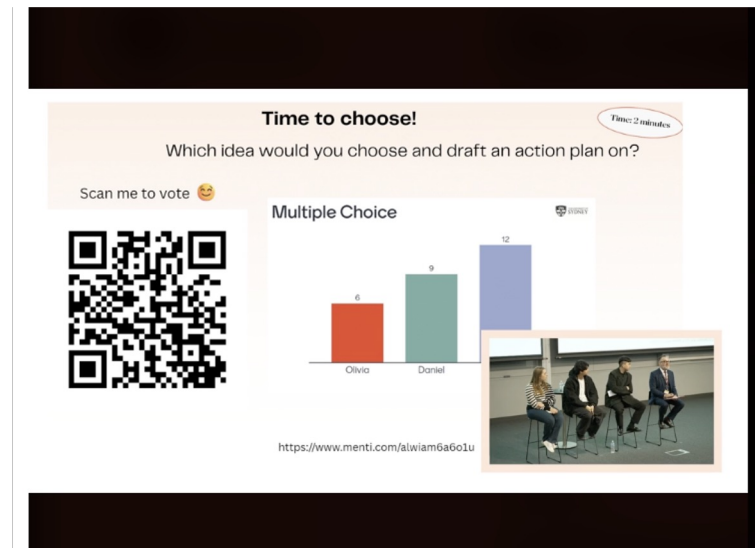 Time to choose!
Time: 2 minutes
Which idea would you choose and draft an action plan on?
Scan me to vote
Multiple Choice
SYDNEY
12
9
6
Olivia
Daniel
https://www.menti.com/alwiam6a6o1u